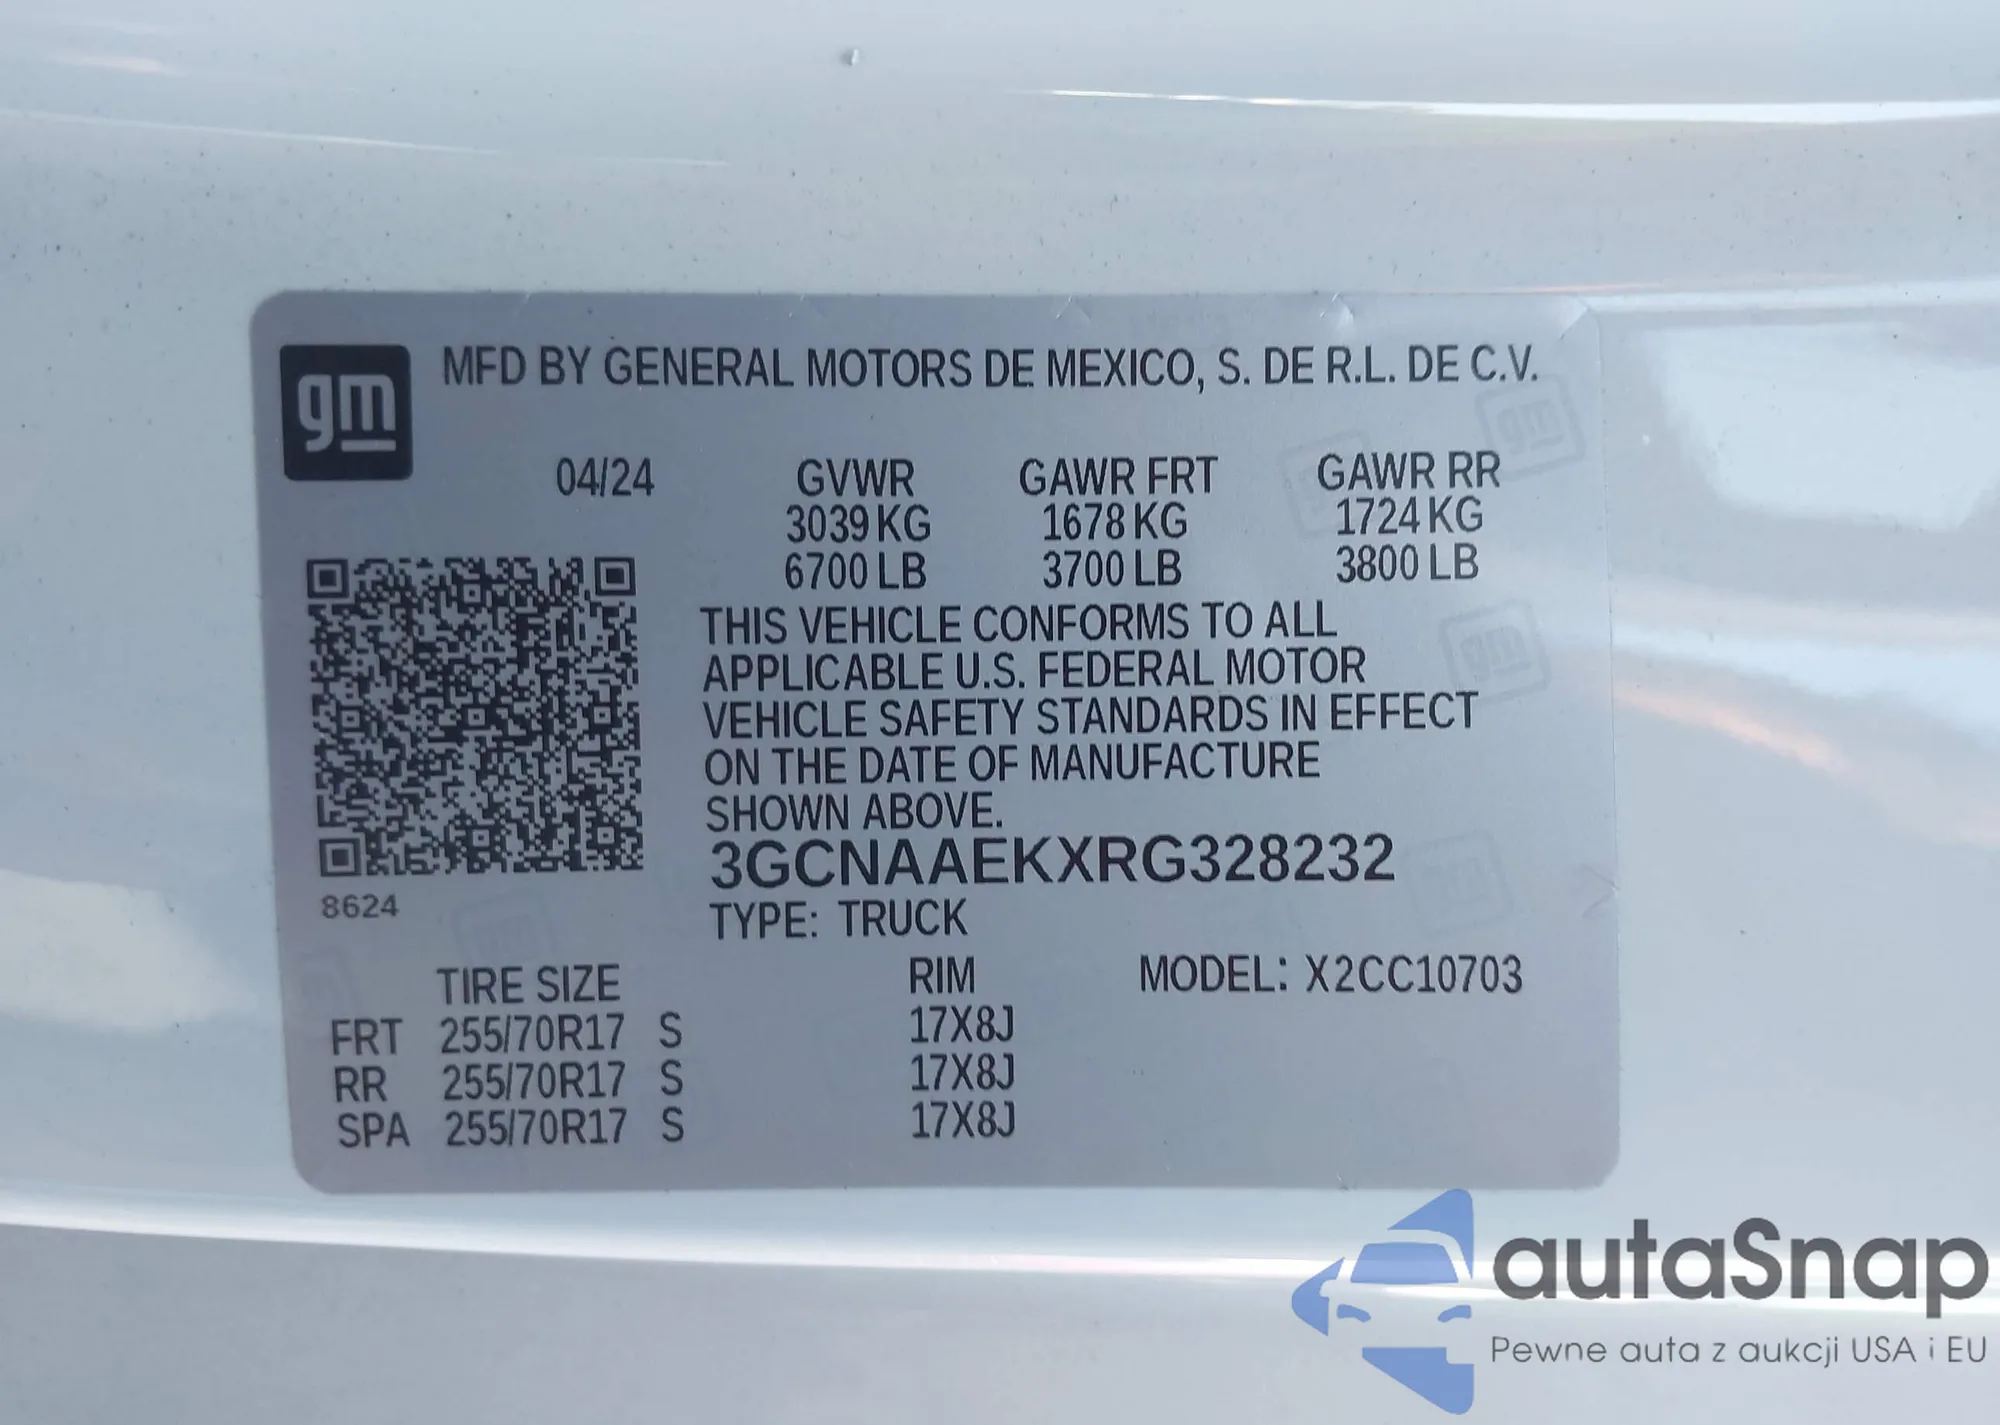 gm
MFD BY GENERAL MOTORS DE MEXICO, S. DE R.L. DE C.V.
04/24 GVWR GAWR FRT GAWR RR
3039 KG 1678 KG 1724 KG
6700 LB 3700 LB 3800 LB
THIS VEHICLE CONFORMS TO ALL
APPLICABLE U.S. FEDERAL MOTOR
VEHICLE SAFETY STANDARDS IN EFFECT
ON THE DATE OF MANUFACTURE
SHOWN ABOVE.
3GCNAAEKXRG328232
8624
TYPE: TRUCK
TIRE SIZE RIM MODEL: X2CC10703
FRT 255/70R17 S 17X8J
RR 255/70R17 S 17X8J
SPA 255/70R17 S 17X8J
autaSnap
Pewne auta z aukcji USA i EU